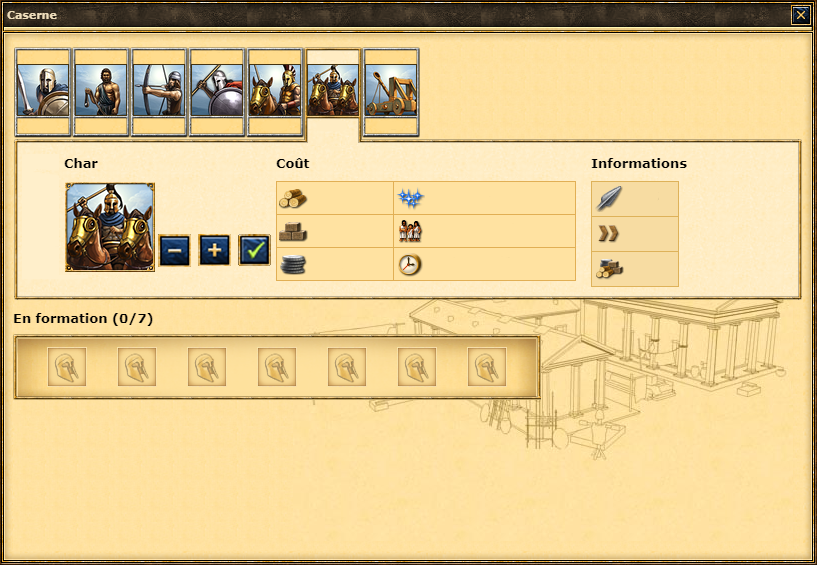 Caserne
Char
Coût
Informations
En formation (0/7)